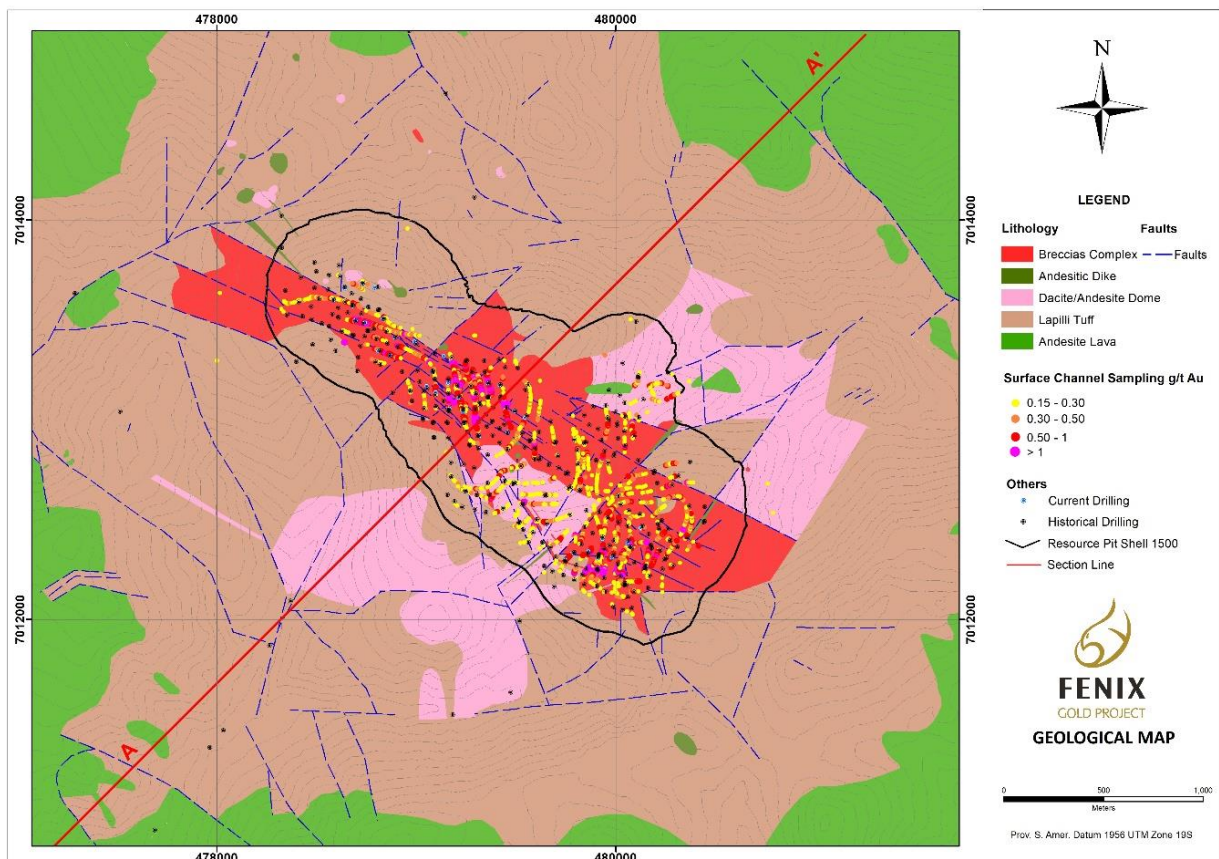 478000
480000
A'
N
7014000
7014000
LEGEND
Lithology
Faults
Breccias Complex
Faults
Andesitic Dike
Dacite/Andesite Dome
Lapilli Tuff
Andesite Lava
Surface Channel Sampling g/t Au
0.15 - 0.30
0.30 - 0.50
0.50 - 1
> 1
Others
Current Drilling
Historical Drilling
Resource Pit Shell 1500
Section Line
7012000
7012000
FENIX
GOLD PROJECT
GEOLOGICAL MAP
A
0 500 1,000
Meters
Prov. S. Amer. Datum 1956 UTM Zone 19S
478000
480000